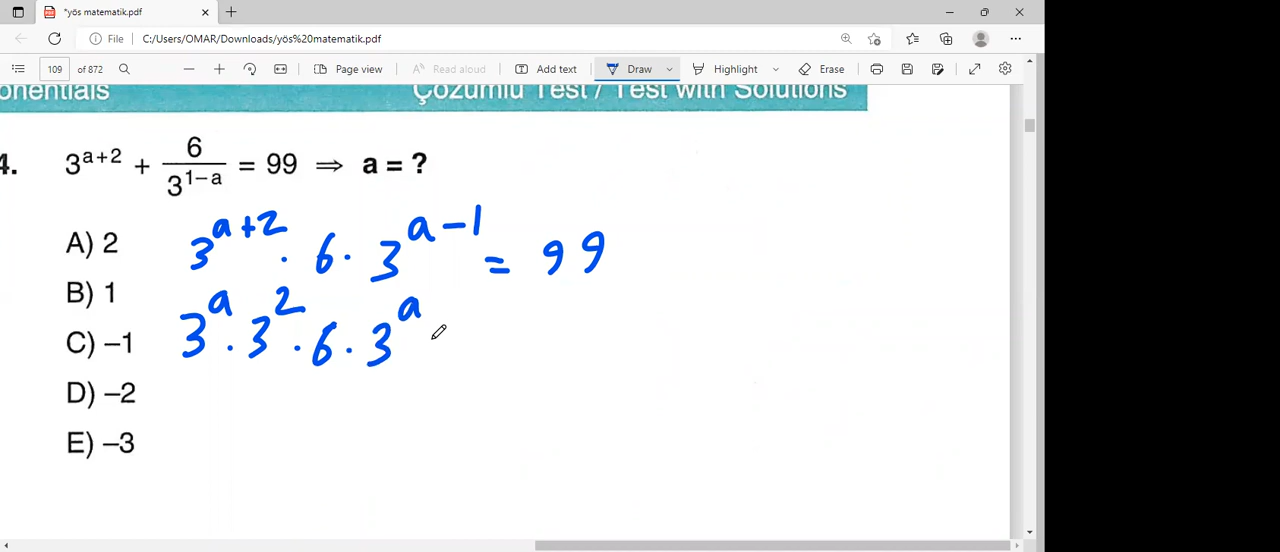 *yös matematik.pdf
File C:/Users/OMAR/Downloads/yös%20matematik.pdf
109 of 872 Page view Read aloud Add text Draw Highlight Erase
onentials Çözümlü Test / Test with Solutions
4. 3^{a+2} + \frac{6}{3^{1–a}} = 99 ⇒ a = ?
A) 2
3^{a+2} . 6 . 3^{a-1} = 99
B) 1
3^a . 3^2 . 6 . 3^a
C) –1
D) –2
E) –3